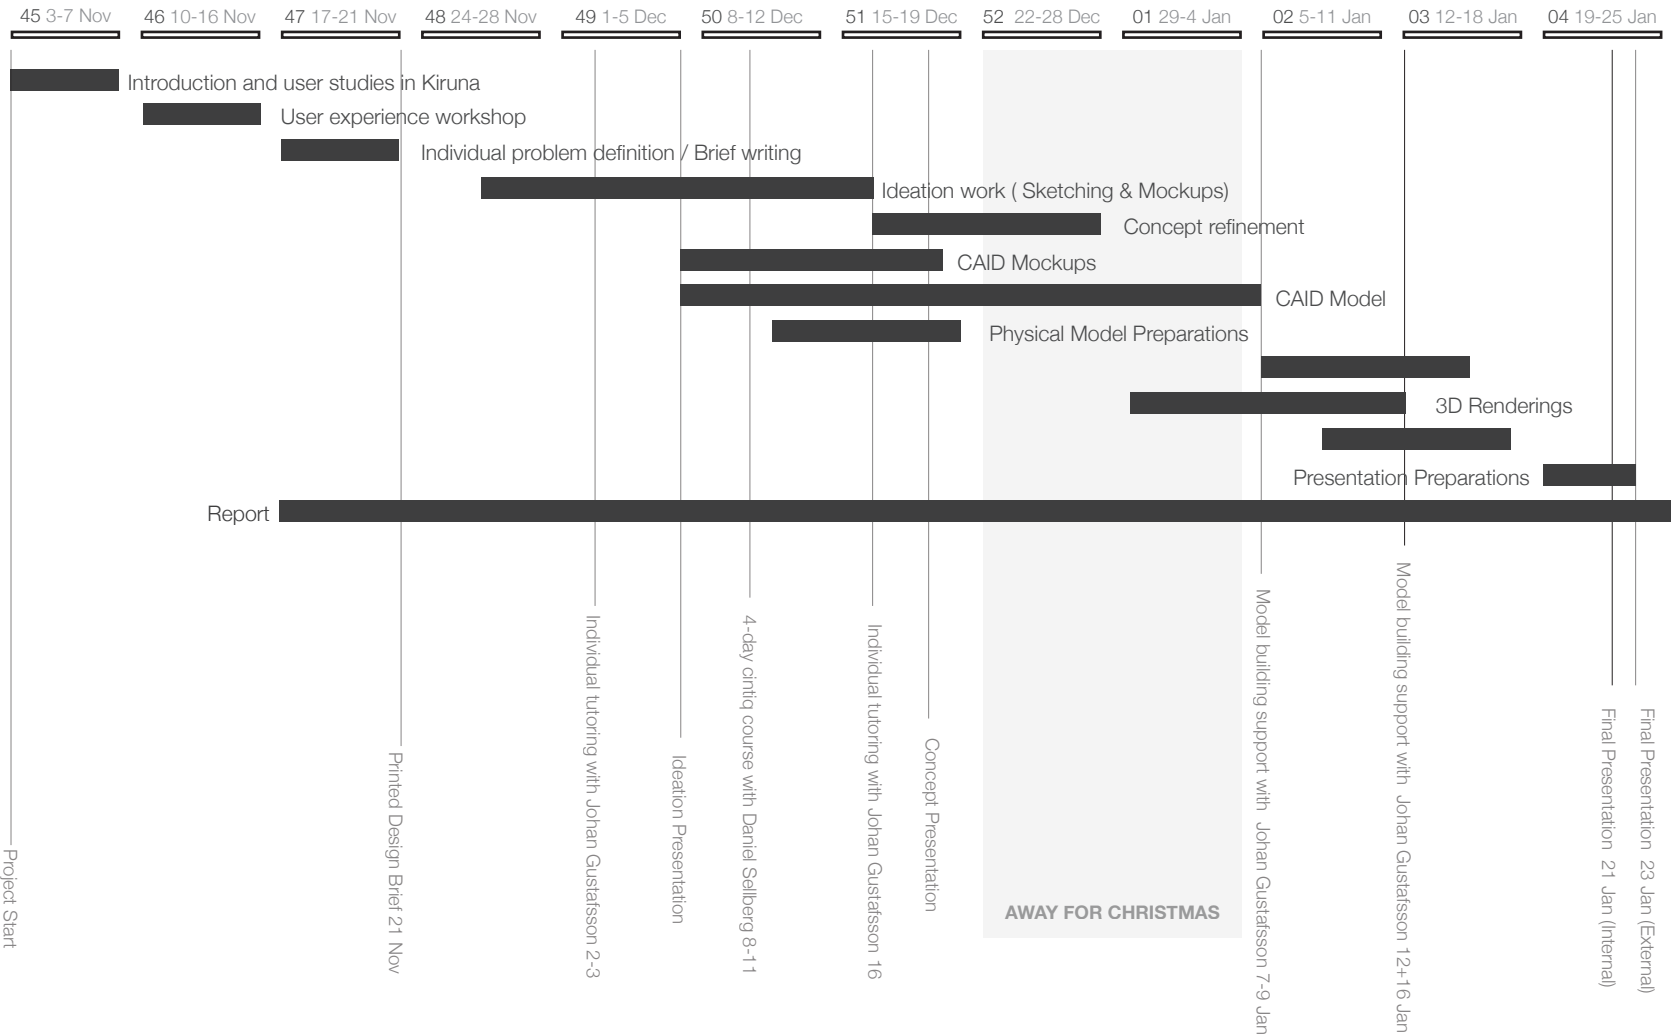 45 3-7 Nov
46 10-16 Nov
47 17-21 Nov
48 24-28 Nov
49 1-5 Dec
50 8-12 Dec
51 15-19 Dec
52 22-28 Dec
01 29-4 Jan
02 5-11 Jan
03 12-18 Jan
04 19-25 Jan
Introduction and user studies in Kiruna
User experience workshop
Individual problem definition / Brief writing
Ideation work ( Sketching & Mockups)
Concept refinement
CAID Mockups
CAID Model
Physical Model Preparations
3D Renderings
Presentation Preparations
Report
Project Start
Printed Design Brief 21 Nov
Individual tutoring with Johan Gustafsson 2-3
Ideation Presentation
4-day cintiq course with Daniel Sellberg 8-11
Individual tutoring with Johan Gustafsson 16
Concept Presentation
AWAY FOR CHRISTMAS
Model building support with Johan Gustafsson 7-9 Jan
Model building support with Johan Gustafsson 12+16 Jan
Final Presentation 21 Jan (Internal)
Final Presentation 23 Jan (External)